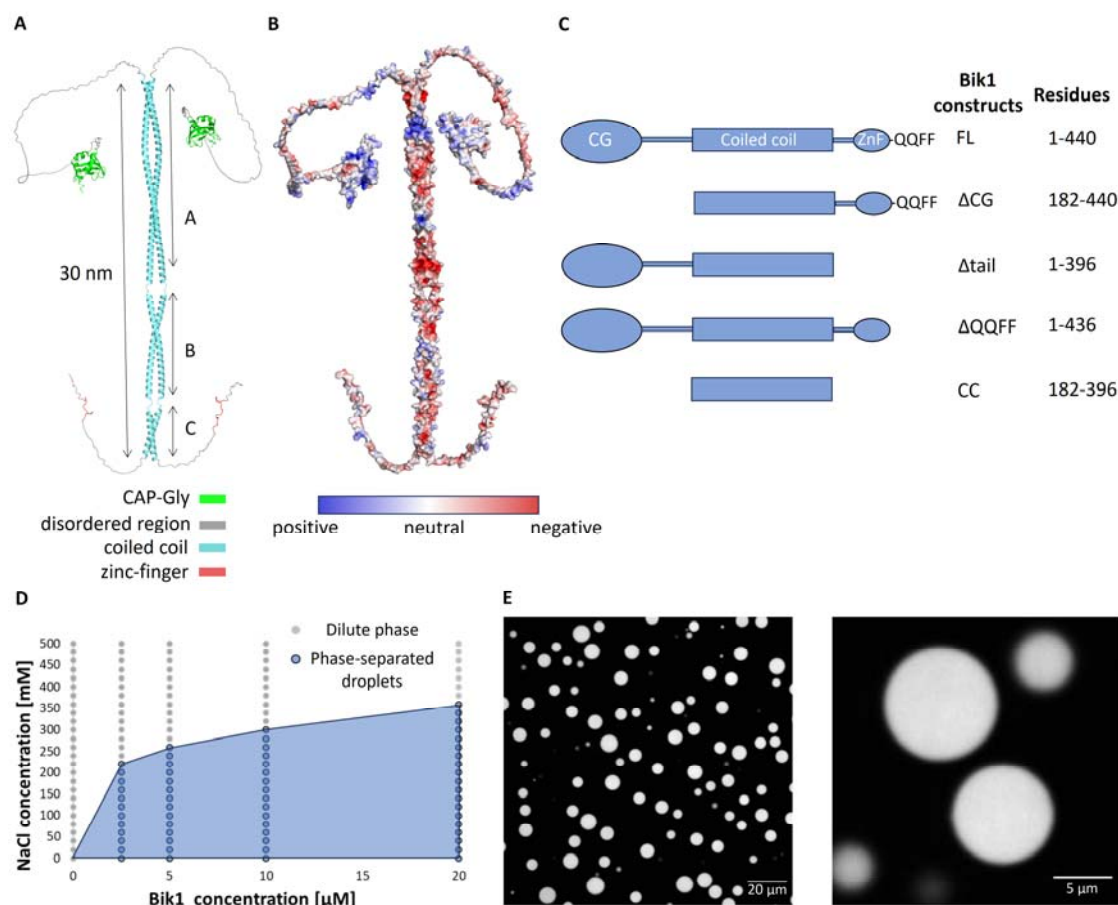 A
30 nm
A
B
C
CAP-Gly
disordered region
coiled coil
zinc-finger
B
positive neutral negative
C
Bik1 constructs Residues
CG Coiled coil ZnF -QQFF FL 1-440
-QQFF ΔCG 182-440
Δtail 1-396
ΔQQFF 1-436
CC 182-396
D
NaCl concentration [mM]
500
450
400
350
300
250
200
150
100
50
0
Dilute phase
Phase-separated
droplets
0 5 10 15 20
Bik1 concentration [µM]
E
20 µm
5 µm